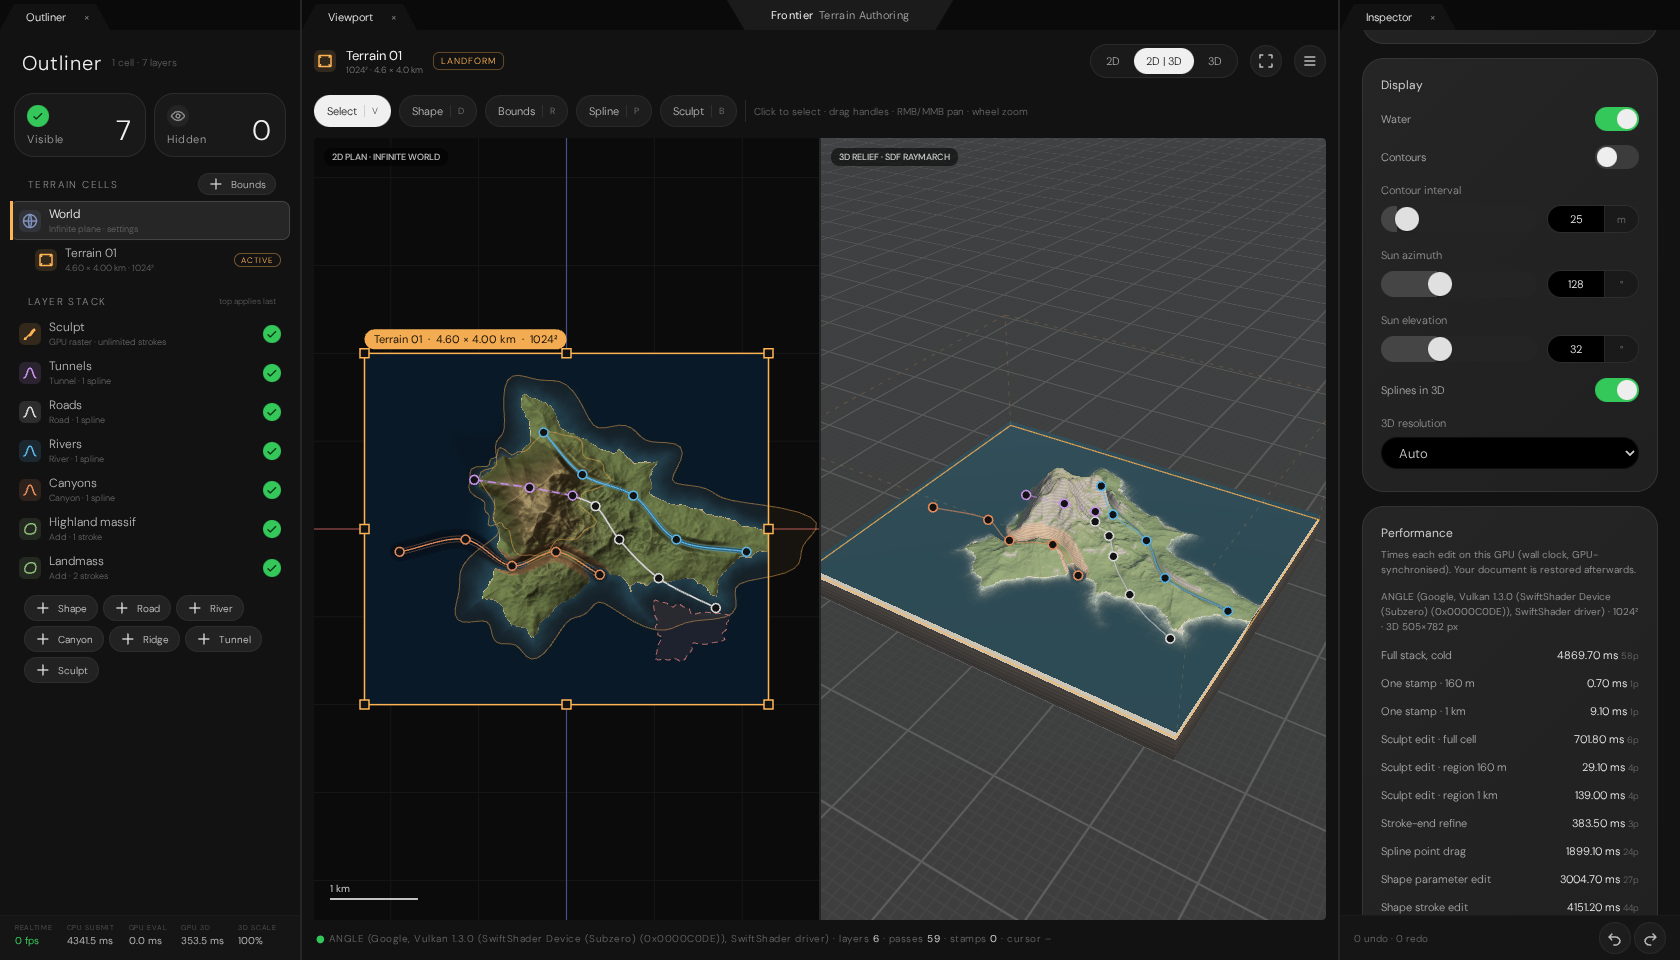 Outliner ×
Viewport ×
Frontier Terrain Authoring
Inspector ×
Outliner 1 cell · 7 layers
Visible 7
Hidden 0
TERRAIN CELLS
+ Bounds
World
Infinite plane · settings
Terrain 01
4.60 × 4.00 km · 1024²
ACTIVE
LAYER STACK
top applies last
Sculpt
GPU raster · unlimited strokes
Tunnels
Tunnel · 1 spline
Roads
Road · 1 spline
Rivers
River · 1 spline
Canyons
Canyon · 1 spline
Highland massif
Add · 1 stroke
Landmass
Add · 2 strokes
+ Shape + Road + River
+ Canyon + Ridge + Tunnel
+ Sculpt
REALTIME CPU SUBMIT GPU EVAL GPU 3D 3D SCALE
0 fps 4341.5 ms 0.0 ms 353.5 ms 100%
Terrain 01
1024² · 4.6 × 4.0 km
LANDFORM
2D 2D | 3D 3D
Select V Shape D Bounds R Spline P Sculpt B
Click to select · drag handles · RMB/MMB pan · wheel zoom
2D PLAN · INFINITE WORLD
3D RELIEF · SDF RAYMARCH
Terrain 01 · 4.60 × 4.00 km · 1024²
1 km
ANGLE (Google, Vulkan 1.3.0 (SwiftShader Device (Subzero) (0x0000C0DE)), SwiftShader driver) · layers 6 · passes 59 · stamps 0 · cursor –
Display
Water
Contours
Contour interval
25 m
Sun azimuth
128 °
Sun elevation
32 °
Splines in 3D
3D resolution
Auto
Performance
Times each edit on this GPU (wall clock, GPU-
synchronised). Your document is restored afterwards.
ANGLE (Google, Vulkan 1.3.0 (SwiftShader Device
(Subzero) (0x0000C0DE)), SwiftShader driver) · 1024²
· 3D 505×782 px
Full stack, cold 4869.70 ms 58p
One stamp · 160 m 0.70 ms 1p
One stamp · 1 km 9.10 ms 1p
Sculpt edit · full cell 701.80 ms 6p
Sculpt edit · region 160 m 29.10 ms 4p
Sculpt edit · region 1 km 139.00 ms 4p
Stroke-end refine 383.50 ms 3p
Spline point drag 1899.10 ms 24p
Shape parameter edit 3004.70 ms 27p
Shape stroke edit 4151.20 ms 44p
0 undo · 0 redo